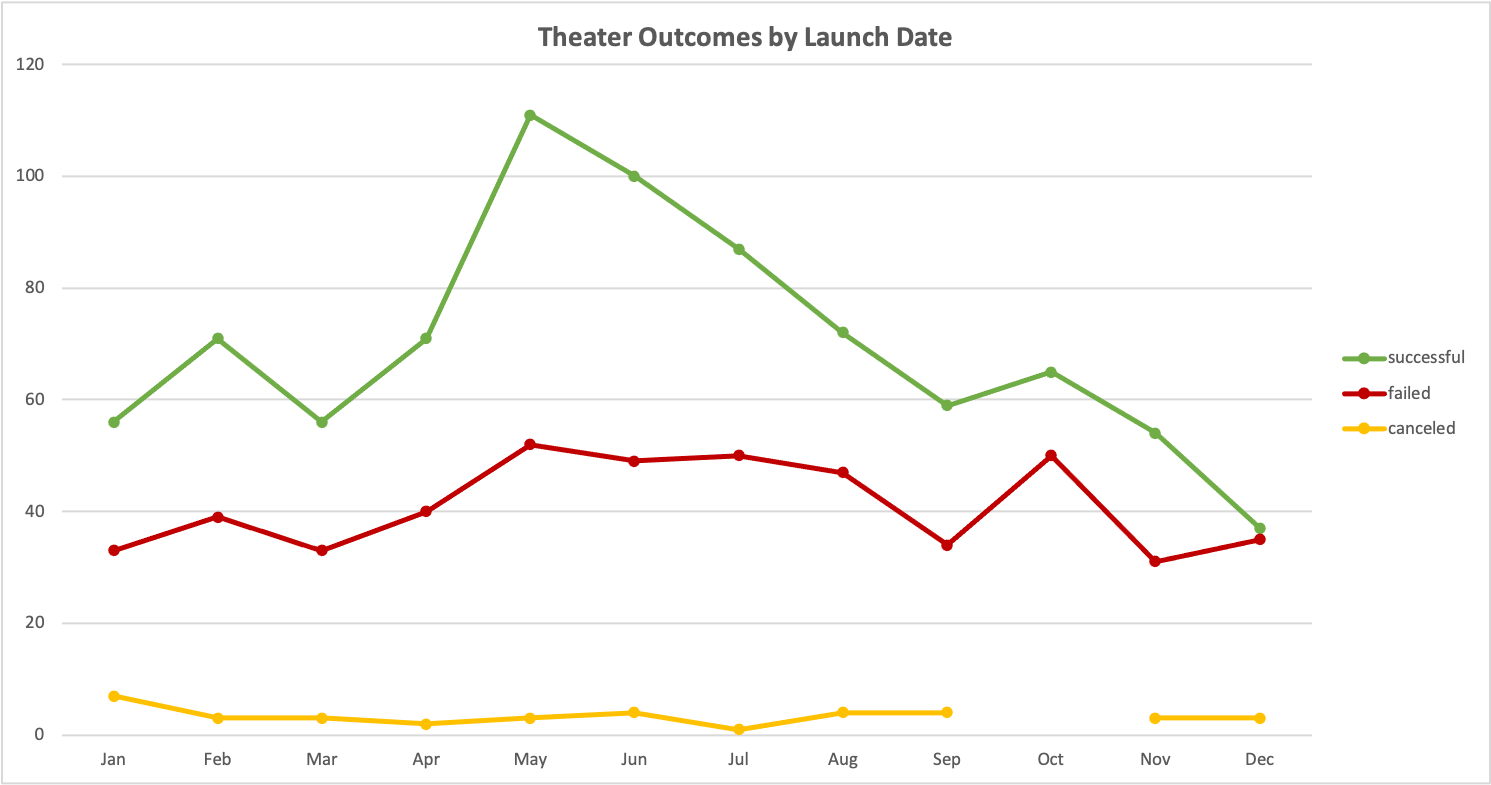 Theater Outcomes by Launch Date
120
100
80
60
40
20
0
Jan Feb Mar Apr May Jun Jul Aug Sep Oct Nov Dec
successful
failed
canceled